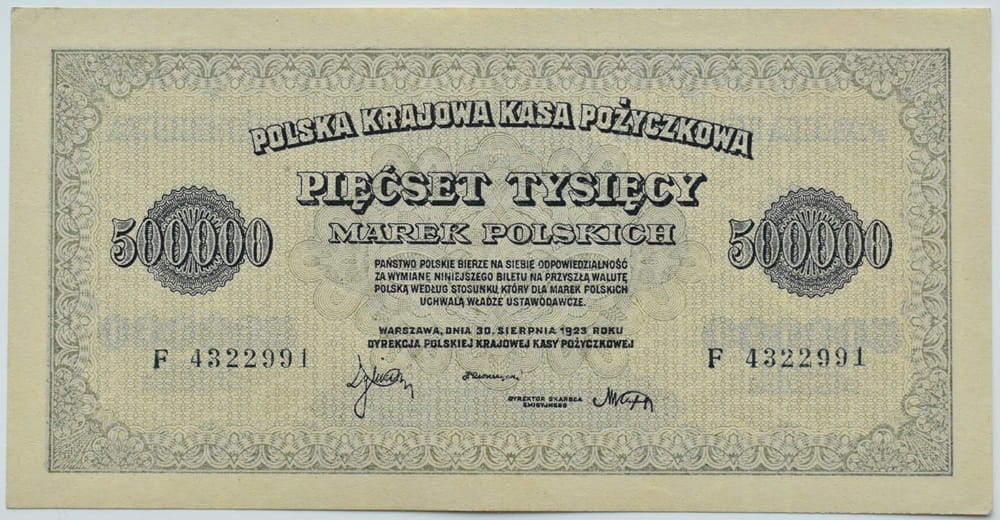 POLSKA KRAJOWA KASA POŻYCZKOWA
PIĘĆSET TYSIĘCY
MAREK POLSKICH
500000
500000
PAŃSTWO POLSKIE BIERZE NA SIEBIE ODPOWIEDZIALNOŚĆ
ZA WYMIANĘ NINIEJSZEGO BILETU NA PRZYSZŁĄ WALUTĘ
POLSKĄ WEDŁUG STOSUNKU, KTÓRY DLA MAREK POLSKICH
UCHWALĄ WŁADZE USTAWODAWCZE.
WARSZAWA, DNIA 30. SIERPNIA 1923 ROKU
DYREKCJA POLSKIEJ KRAJOWEJ KASY POŻYCZKOWEJ
F 4322991
F 4322991
DYREKTOR SKARBCA
EMISYJNEGO